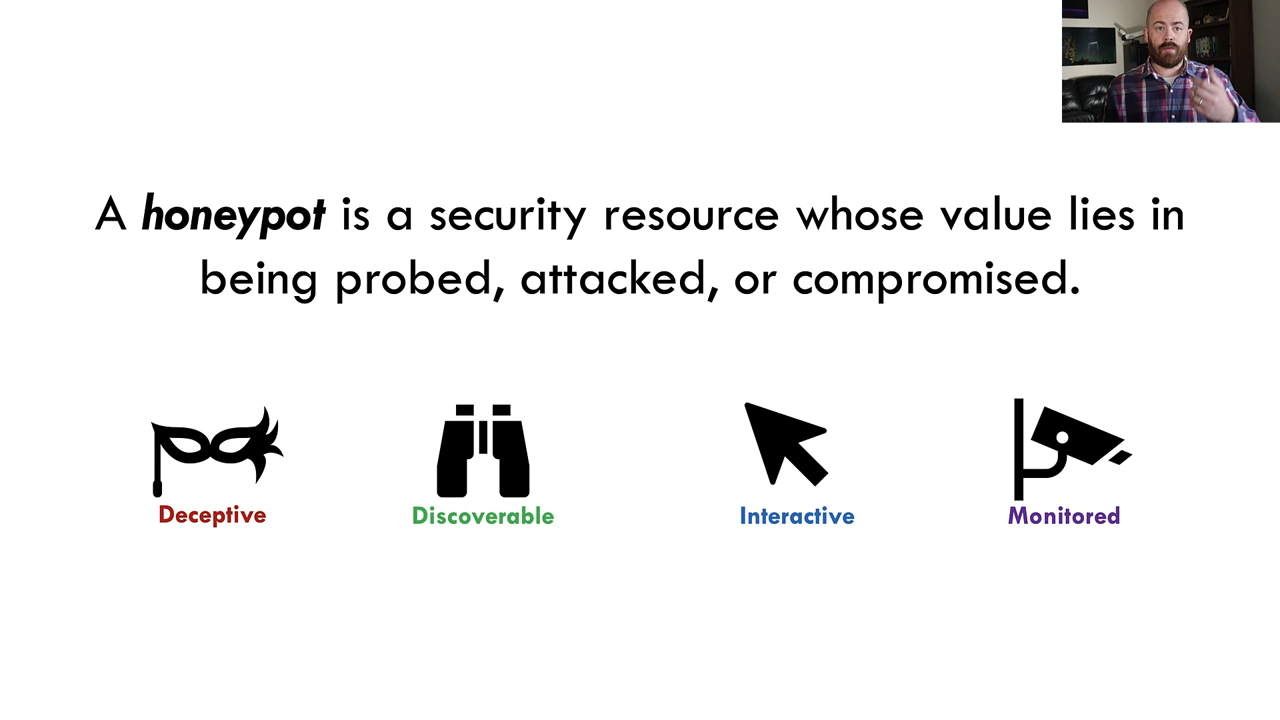 A honeypot is a security resource whose value lies in
being probed, attacked, or compromised.
Deceptive
Discoverable
Interactive
Monitored